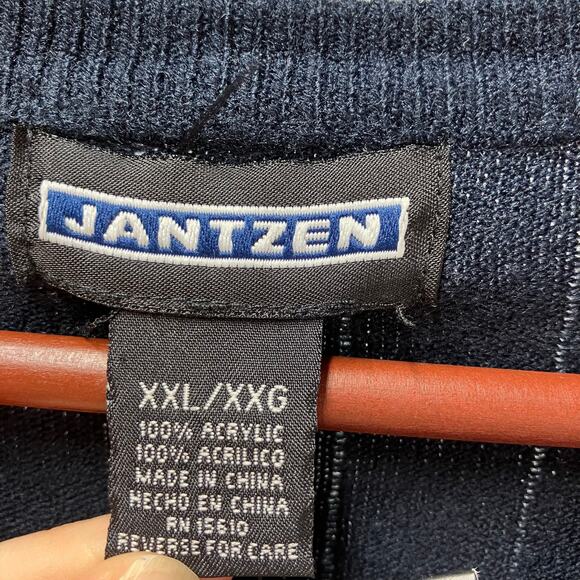 JANTZEN
XXL/XXG
100% ACRYLIC
100% ACRILICO
MADE IN CHINA
HECHO EN CHINA
RN 15610
REVERSE FOR CARE